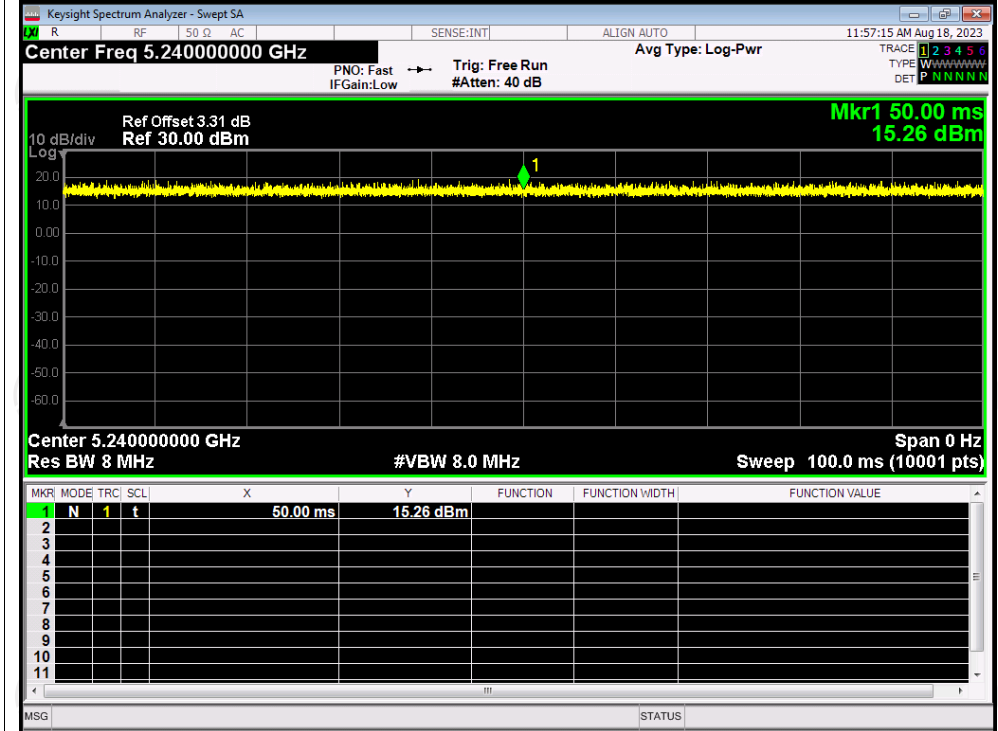 Keysight Spectrum Analyzer - Swept SA
LXI R RF 50 Ω AC SENSE:INT ALIGN AUTO 11:57:15 AM Aug 18, 2023
Center Freq 5.240000000 GHz Avg Type: Log-Pwr TRACE 1 2 3 4 5 6
PNO: Fast Trig: Free Run TYPE WWWWWW
IFGain:Low #Atten: 40 dB DET P N N N N N
Mkr1 50.00 ms
Ref Offset 3.31 dB
10 dB/div Ref 30.00 dBm 15.26 dBm
Log
1
20.0
10.0
0.00
-10.0
-20.0
-30.0
-40.0
-50.0
-60.0
Center 5.240000000 GHz Span 0 Hz
Res BW 8 MHz #VBW 8.0 MHz Sweep 100.0 ms (10001 pts)
MKR MODE TRC SCL X Y FUNCTION FUNCTION WIDTH FUNCTION VALUE
1 N 1 t 50.00 ms 15.26 dBm
2
3
4
5
6
7
8
9
10
11
MSG STATUS